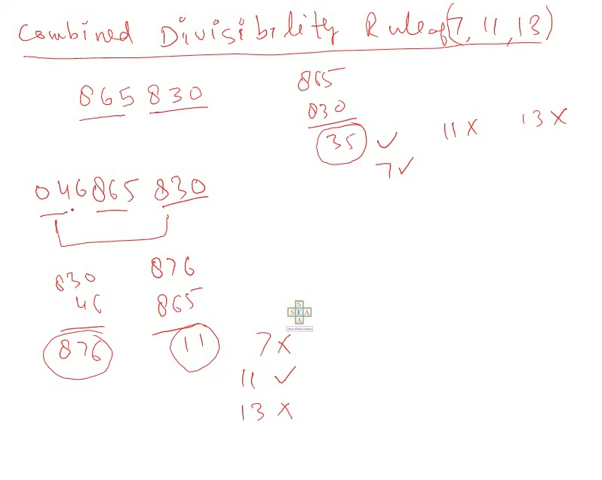 Combined Divisibility Rule of (7, 11, 13)
865 830
865
830
35 ✓
7 ✓
11 X
13 X
046 865 830
830
46
876
876
865
11
S
S E A
A
7 X
11 ✓
13 X